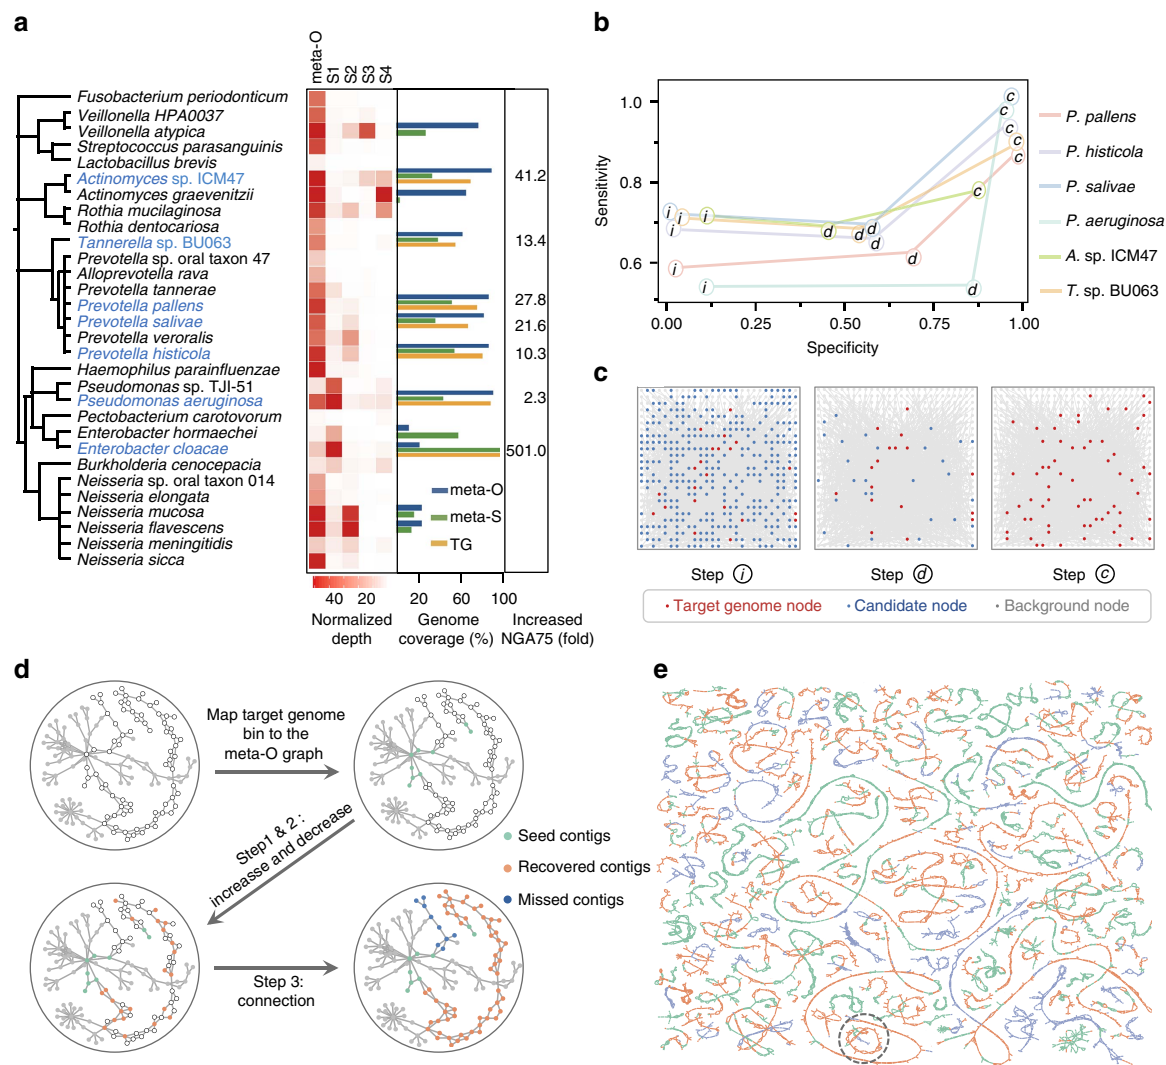 a
meta-O
S1
S2
S3
S4
Fusobacterium periodonticum
Veillonella HPA0037
Veillonella atypica
Streptococcus parasanguinis
Lactobacillus brevis
Actinomyces sp. ICM47
Actinomyces graevenitzii
Rothia mucilaginosa
Rothia dentocariosa
Tannerella sp. BU063
Prevotella sp. oral taxon 47
Alloprevotella rava
Prevotella tannerae
Prevotella pallens
Prevotella salivae
Prevotella veroralis
Prevotella histicola
Haemophilus parainfluenzae
Pseudomonas sp. TJI-51
Pseudomonas aeruginosa
Pectobacterium carotovorum
Enterobacter hormaechei
Enterobacter cloacae
Burkholderia cenocepacia
Neisseria sp. oral taxon 014
Neisseria elongata
Neisseria mucosa
Neisseria flavescens
Neisseria meningitidis
Neisseria sicca
41.2
13.4
27.8
21.6
10.3
2.3
501.0
meta-O
meta-S
TG
40 20
20 60 100
Normalized
depth
Genome
coverage (%)
Increased
NGA75 (fold)
b
Sensitivity
1.0
0.8
0.6
i i i i i i
d d d d d d
c c c c c c
0.00 0.25 0.50 0.75 1.00
Specificity
P. pallens
P. histicola
P. salivae
P. aeruginosa
A. sp. ICM47
T. sp. BU063
c
Step i
Step d
Step c
Target genome node
Candidate node
Background node
d
Map target genome
bin to the
meta-O graph
Step1 & 2 :
increasse and decrease
Step 3:
connection
Seed contigs
Recovered contigs
Missed contigs
e